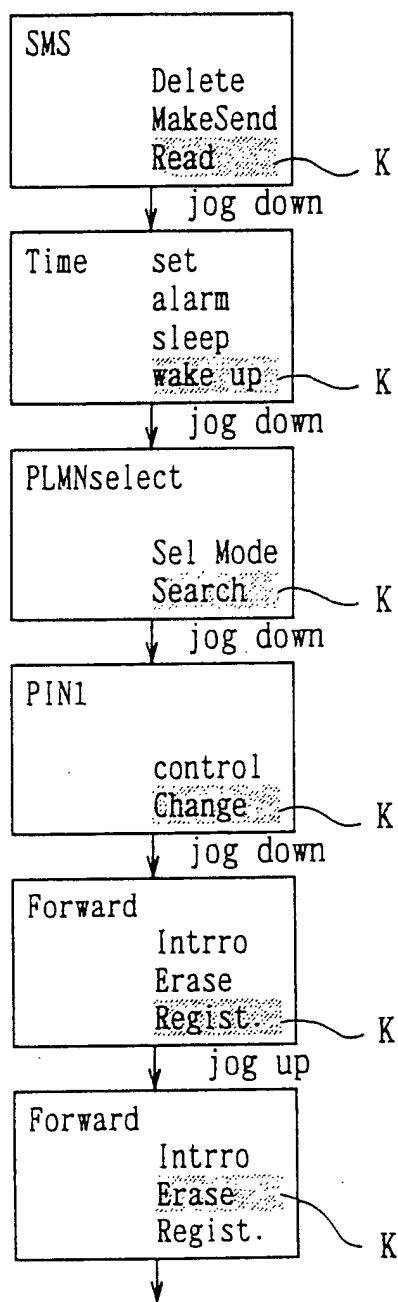 SMS
Delete
MakeSend
Read K
jog down
Time set
alarm
sleep
wake up K
jog down
PLMNselect
Sel Mode
Search K
jog down
PIN1
control
Change K
jog down
Forward
Intrro
Erase
Regist. K
jog up
Forward
Intrro
Erase
Regist. K